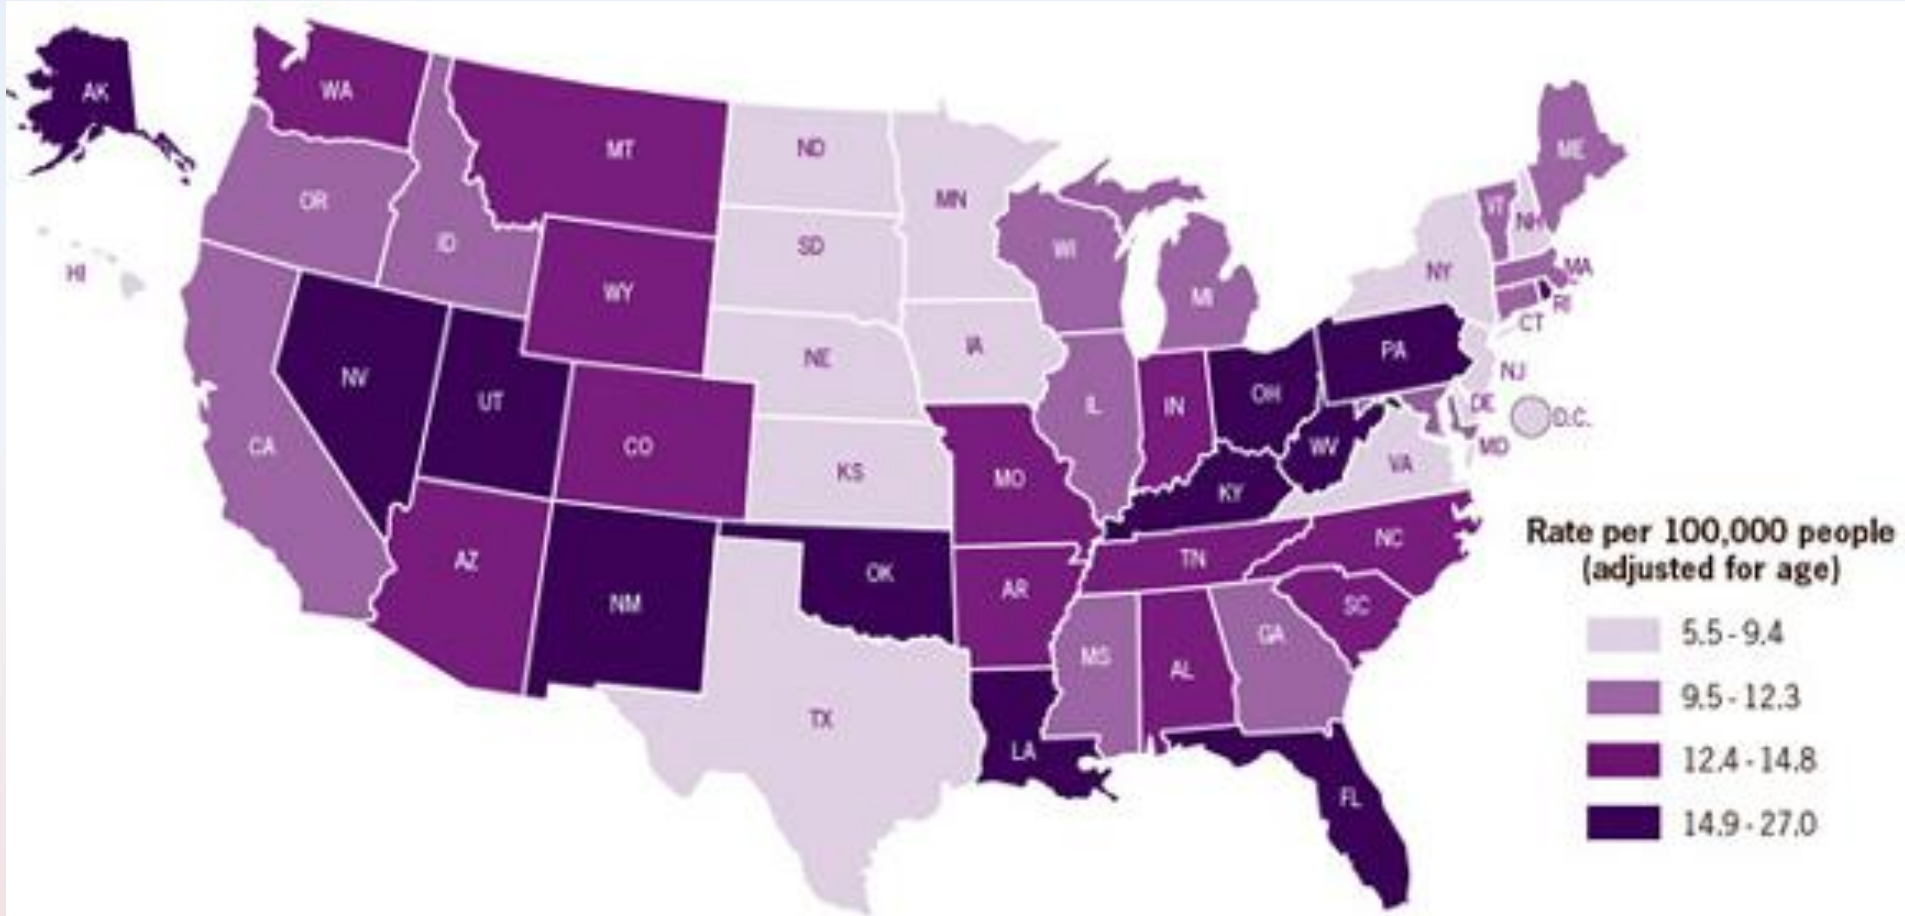 AK
WA
MT
ND
MN
ME
OR
ID
SD
WI
VT
NH
HI
WY
MI
NY
MA
RI
CT
NE
IA
PA
NV
UT
NJ
CO
IL
IN
OH
DE
D.C.
CA
WV
MD
KS
MO
KY
VA
AZ
OK
AR
TN
NC
NM
SC
MS
AL
GA
TX
LA
FL
Rate per 100,000 people
(adjusted for age)
5.5 - 9.4
9.5 - 12.3
12.4 - 14.8
14.9 - 27.0